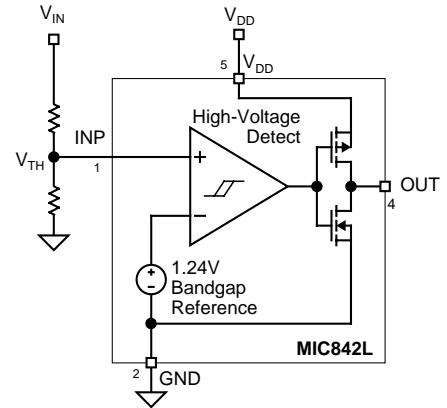 VIN
VDD
5 VDD
High-Voltage
Detect
INP
1
VTH
+
−
OUT
4
+
−
1.24V
Bandgap
Reference
MIC842L
2 GND